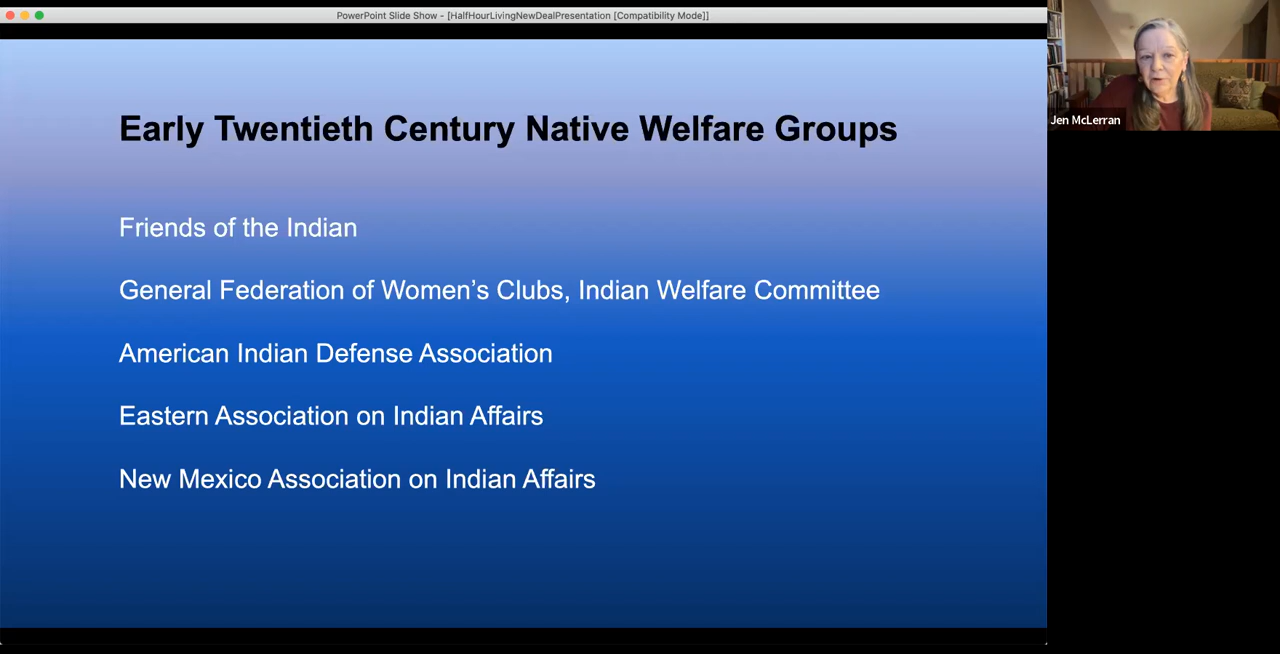 PowerPoint Slide Show - [HalfHourLivingNewDealPresentation [Compatibility Mode]]
Early Twentieth Century Native Welfare Groups
Friends of the Indian
General Federation of Women’s Clubs, Indian Welfare Committee
American Indian Defense Association
Eastern Association on Indian Affairs
New Mexico Association on Indian Affairs
Jen McLerran